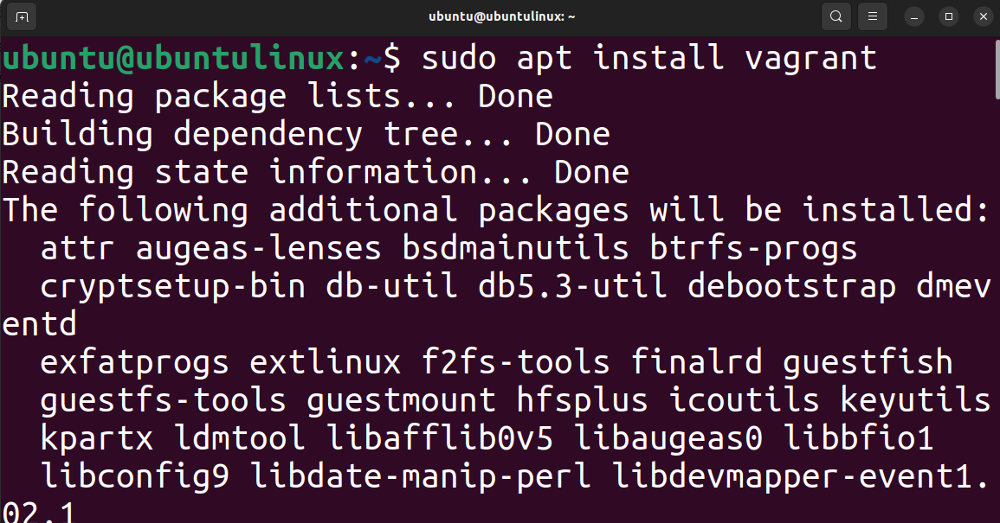 ubuntu@ubuntulinux: ~
ubuntu@ubuntulinux:~$ sudo apt install vagrant
Reading package lists... Done
Building dependency tree... Done
Reading state information... Done
The following additional packages will be installed:
  attr augeas-lenses bsdmainutils btrfs-progs
  cryptsetup-bin db-util db5.3-util debootstrap dmev
entd
  exfatprogs extlinux f2fs-tools finalrd guestfish
  guestfs-tools guestmount hfsplus icoutils keyutils
  kpartx ldmtool libafflib0v5 libaugeas0 libbfio1
  libconfig9 libdate-manip-perl libdevmapper-event1.
02.1